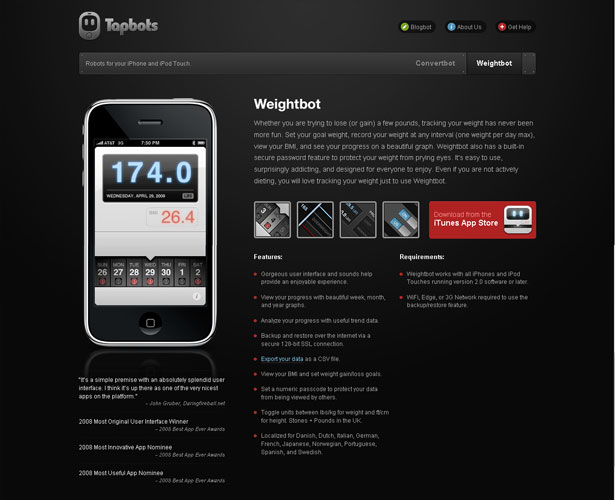 Tapbots
Blogbot
About Us
Get Help
Robots for your iPhone and iPod Touch.
Convertbot
Weightbot
AT&T 3G
7:50 PM
174.0
WEDNESDAY, APRIL 29, 2009
LBS
BMI
26.4
SUN MON TUE WED THU FRI SAT
26 27 28 29 30 1 2
"It's a simple premise with an absolutely splendid user
interface. I think it's up there as one of the very nicest
apps on the platform."
– John Gruber, Daringfireball.net
2008 Most Original User Interface Winner
– 2008 Best App Ever Awards
2008 Most Innovative App Nominee
– 2008 Best App Ever Awards
2008 Most Useful App Nominee
– 2008 Best App Ever Awards
Weightbot
Whether you are trying to lose (or gain) a few pounds, tracking your weight has never been
more fun. Set your goal weight, record your weight at any interval (one weight per day max),
view your BMI, and see your progress on a beautiful graph. Weightbot also has a built-in
secure password feature to protect your weight from prying eyes. It's easy to use,
surprisingly addicting, and designed for everyone to enjoy. Even if you are not actively
dieting, you will love tracking your weight just to use Weightbot.
Download from the
iTunes App Store
Features:
Gorgeous user interface and sounds help
provide an enjoyable experience.
View your progress with beautiful week, month,
and year graphs.
Analyze your progress with useful trend data.
Backup and restore over the internet via a
secure 128-bit SSL connection.
Export your data as a CSV file.
View your BMI and set weight gain/loss goals.
Set a numeric passcode to protect your data
from being viewed by others.
Toggle units between lbs/kg for weight and ft/cm
for height. Stones + Pounds in the UK.
Localized for Danish, Dutch, Italian, German,
French, Japanese, Norwegian, Portuguese,
Spanish, and Swedish.
Requirements:
Weightbot works with all iPhones and iPod
Touches running version 2.0 software or later.
WiFi, Edge, or 3G Network required to use the
backup/restore feature.